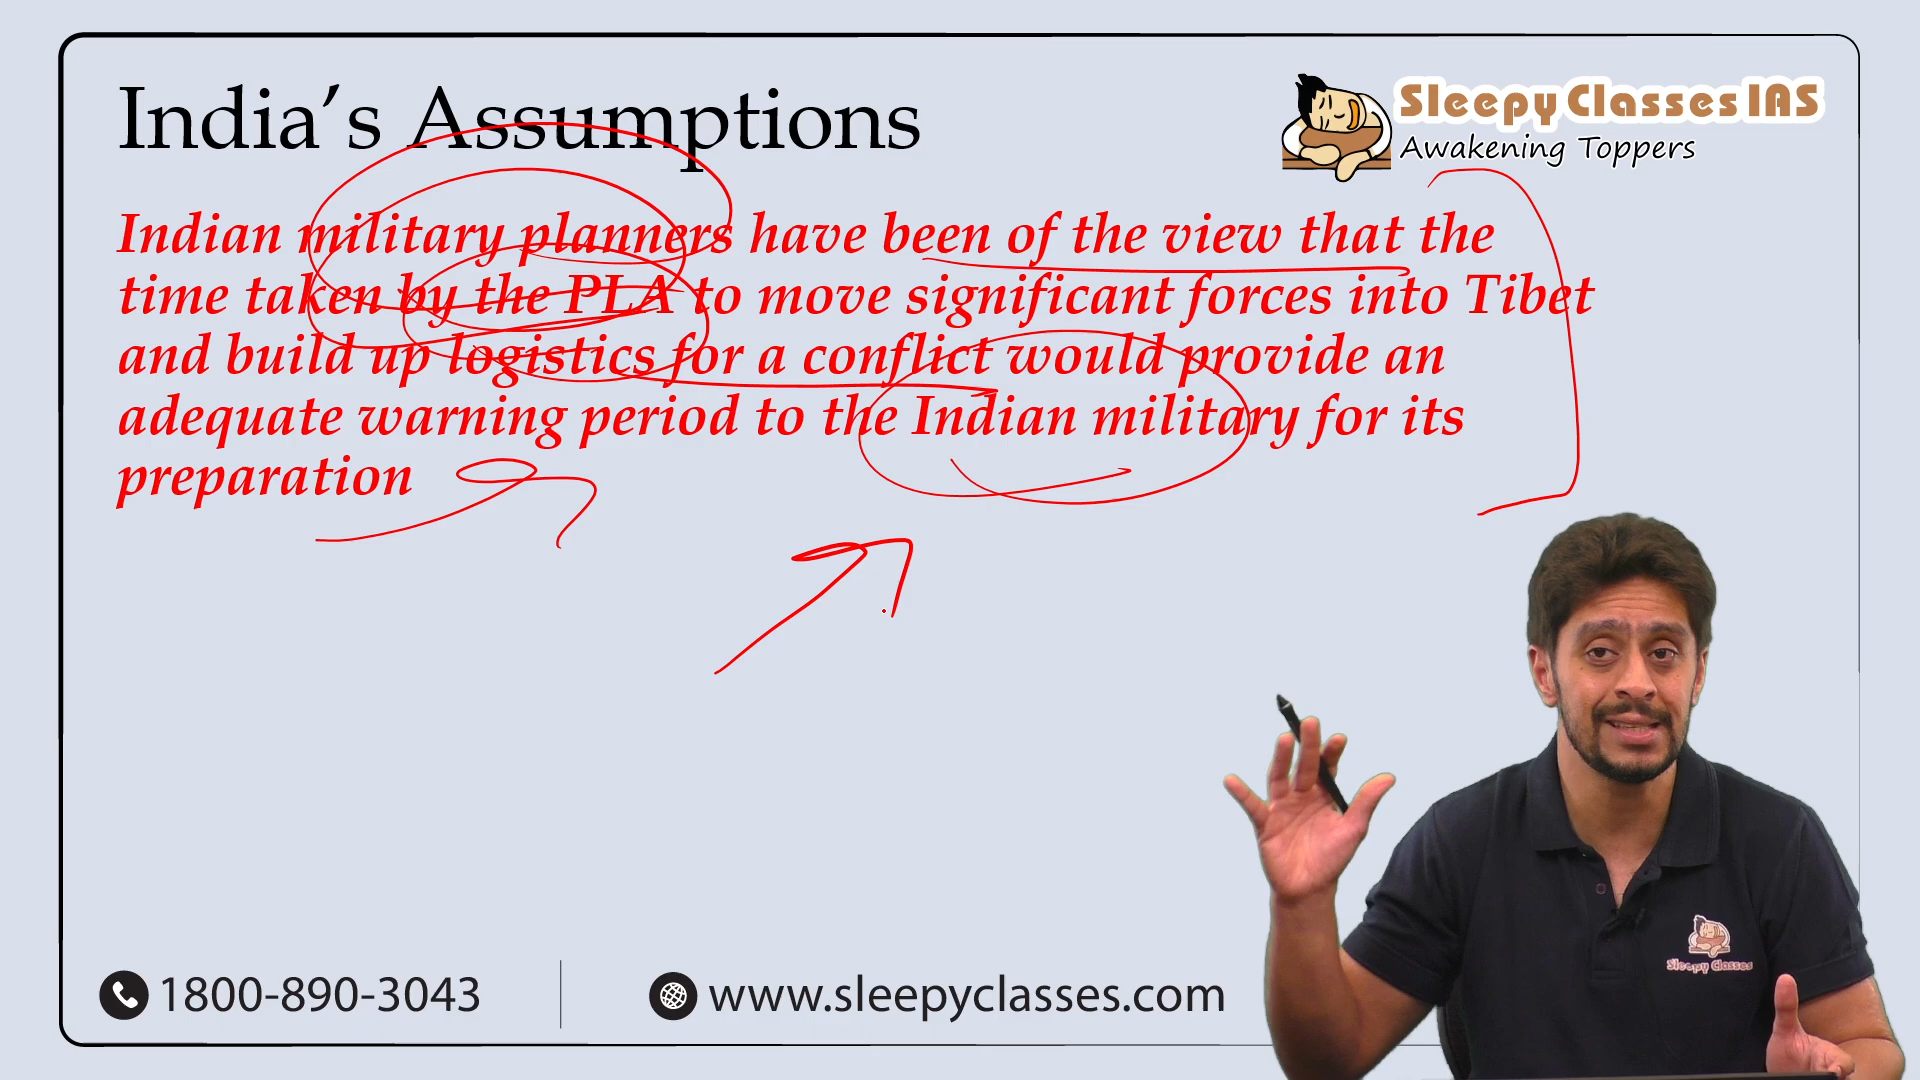 India's Assumptions
Sleepy Classes IAS
Awakening Toppers
Indian military planners have been of the view that the
time taken by the PLA to move significant forces into Tibet
and build up logistics for a conflict would provide an
adequate warning period to the Indian military for its
preparation
Sleepy Classes
1800-890-3043
www.sleepyclasses.com